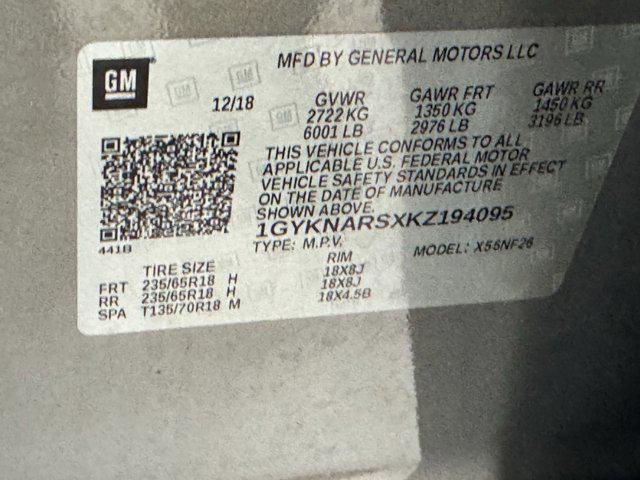 GM
MFD BY GENERAL MOTORS LLC
12/18
GVWR GAWR FRT GAWR RR
2722 KG 1350 KG 1450 KG
6001 LB 2976 LB 3196 LB
THIS VEHICLE CONFORMS TO ALL
APPLICABLE U.S. FEDERAL MOTOR
VEHICLE SAFETY STANDARDS IN EFFECT
ON THE DATE OF MANUFACTURE
SHOWN ABOVE.
1GYKNARSXKZ194095
441B
TYPE: M.P.V. MODEL: X56NF26
TIRE SIZE RIM
FRT 235/65R18 H 18X8J
RR 235/65R18 H 18X8J
SPA T135/70R18 M 18X4.5B